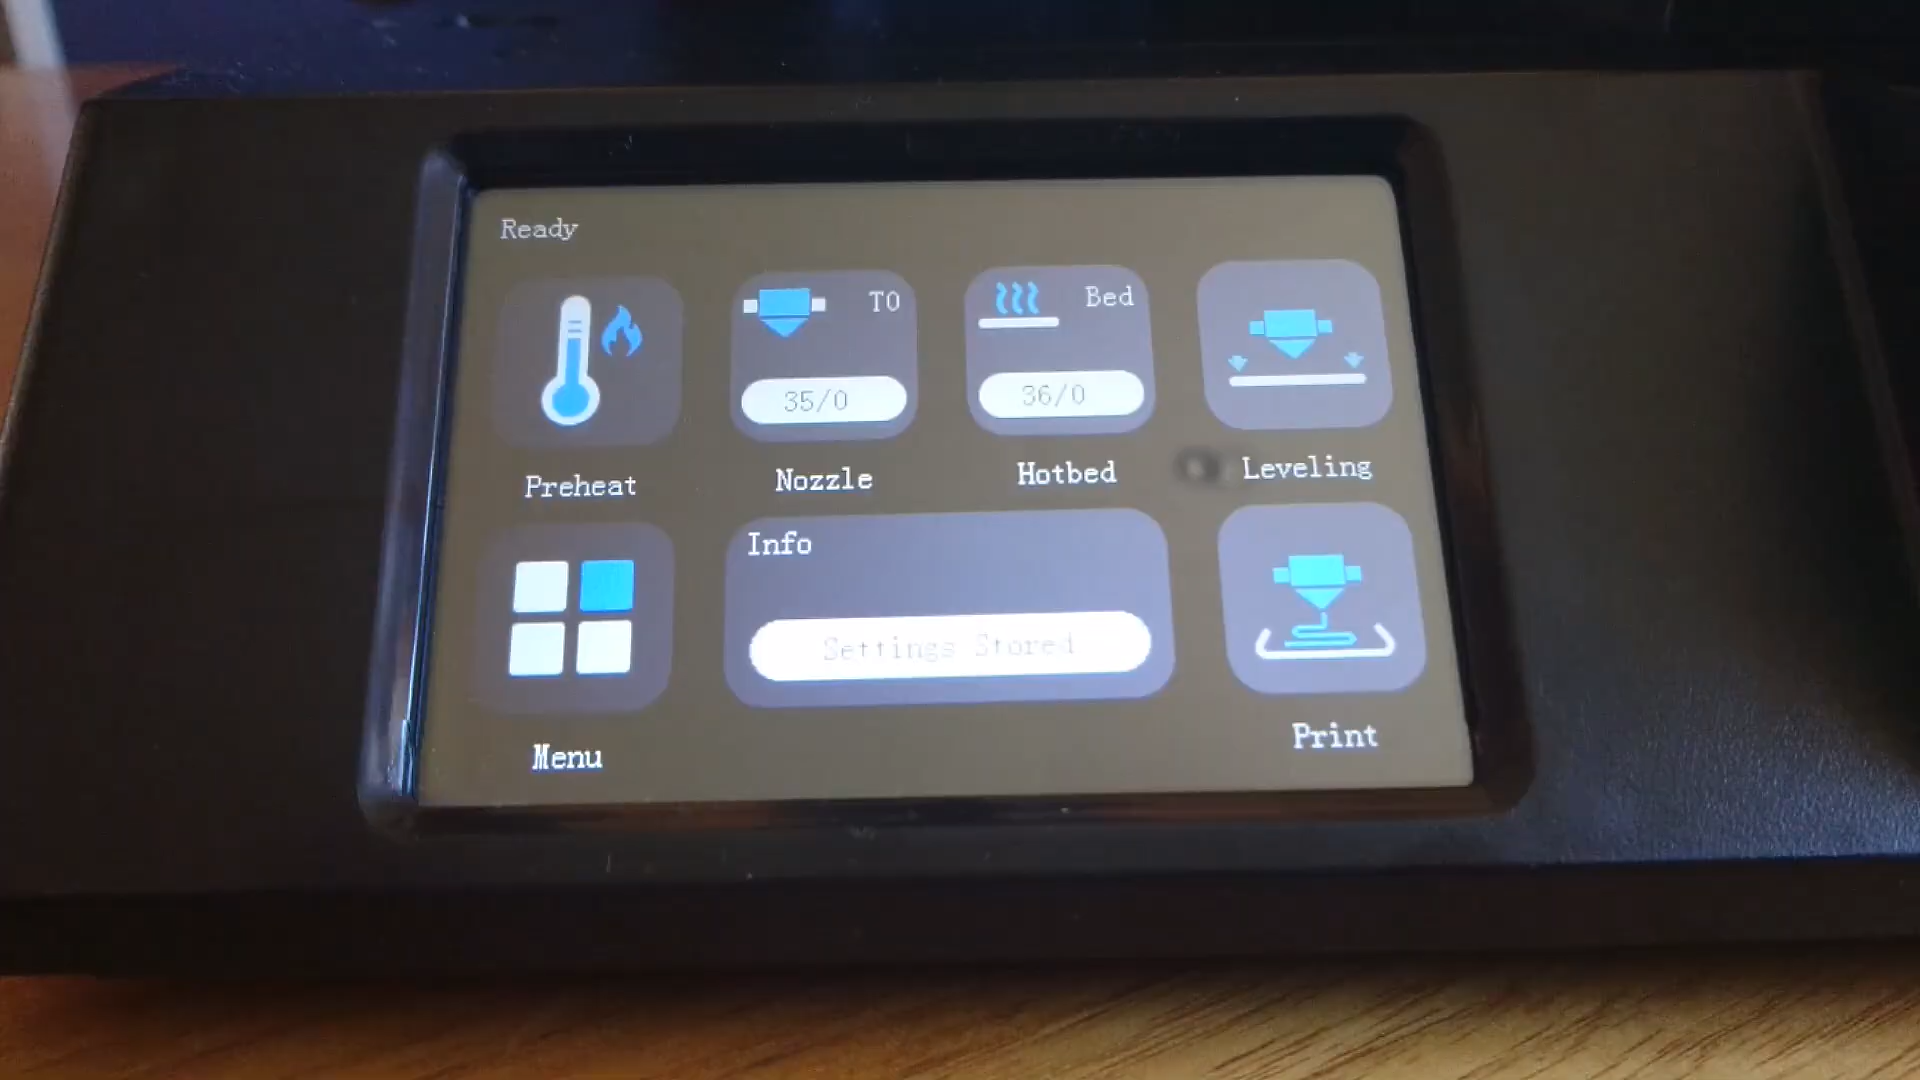 Ready
T0
35/0
Bed
36/0
Preheat
Nozzle
Hotbed
Leveling
Info
Settings Stored
Menu
Print